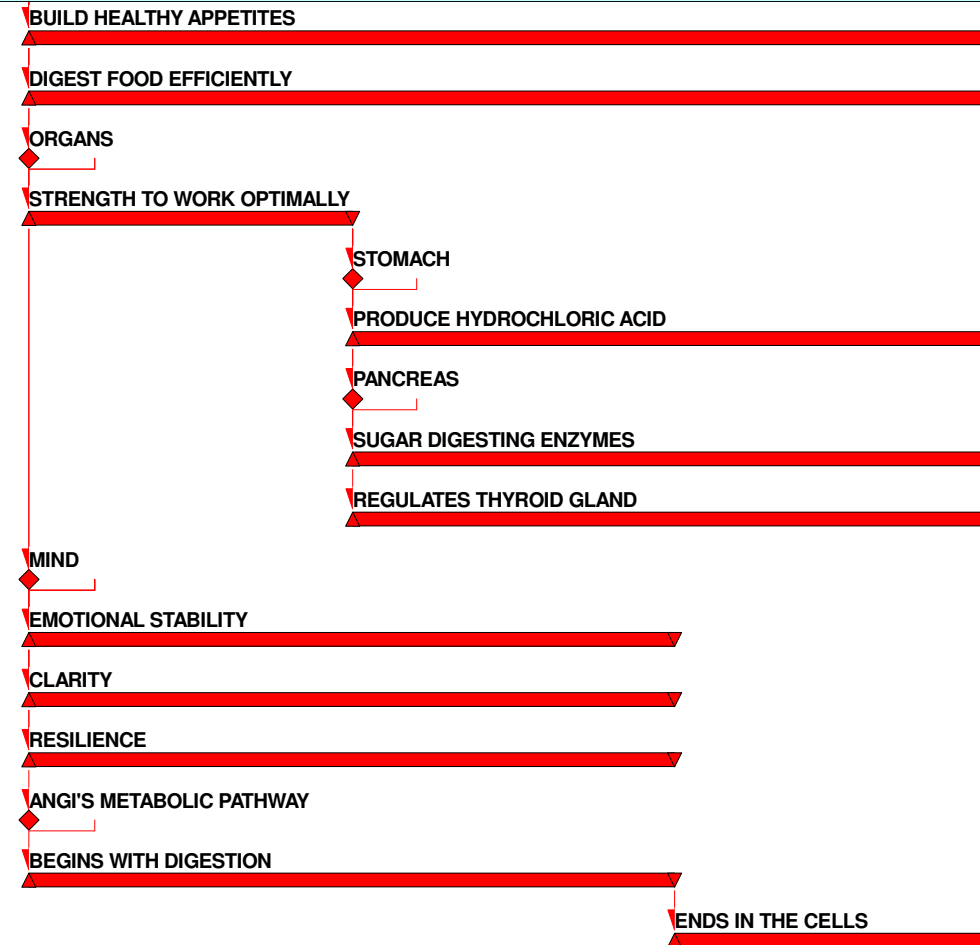 BUILD HEALTHY APPETITES
DIGEST FOOD EFFICIENTLY
ORGANS
STRENGTH TO WORK OPTIMALLY
STOMACH
PRODUCE HYDROCHLORIC ACID
PANCREAS
SUGAR DIGESTING ENZYMES
REGULATES THYROID GLAND
MIND
EMOTIONAL STABILITY
CLARITY
RESILIENCE
ANGI'S METABOLIC PATHWAY
BEGINS WITH DIGESTION
ENDS IN THE CELLS